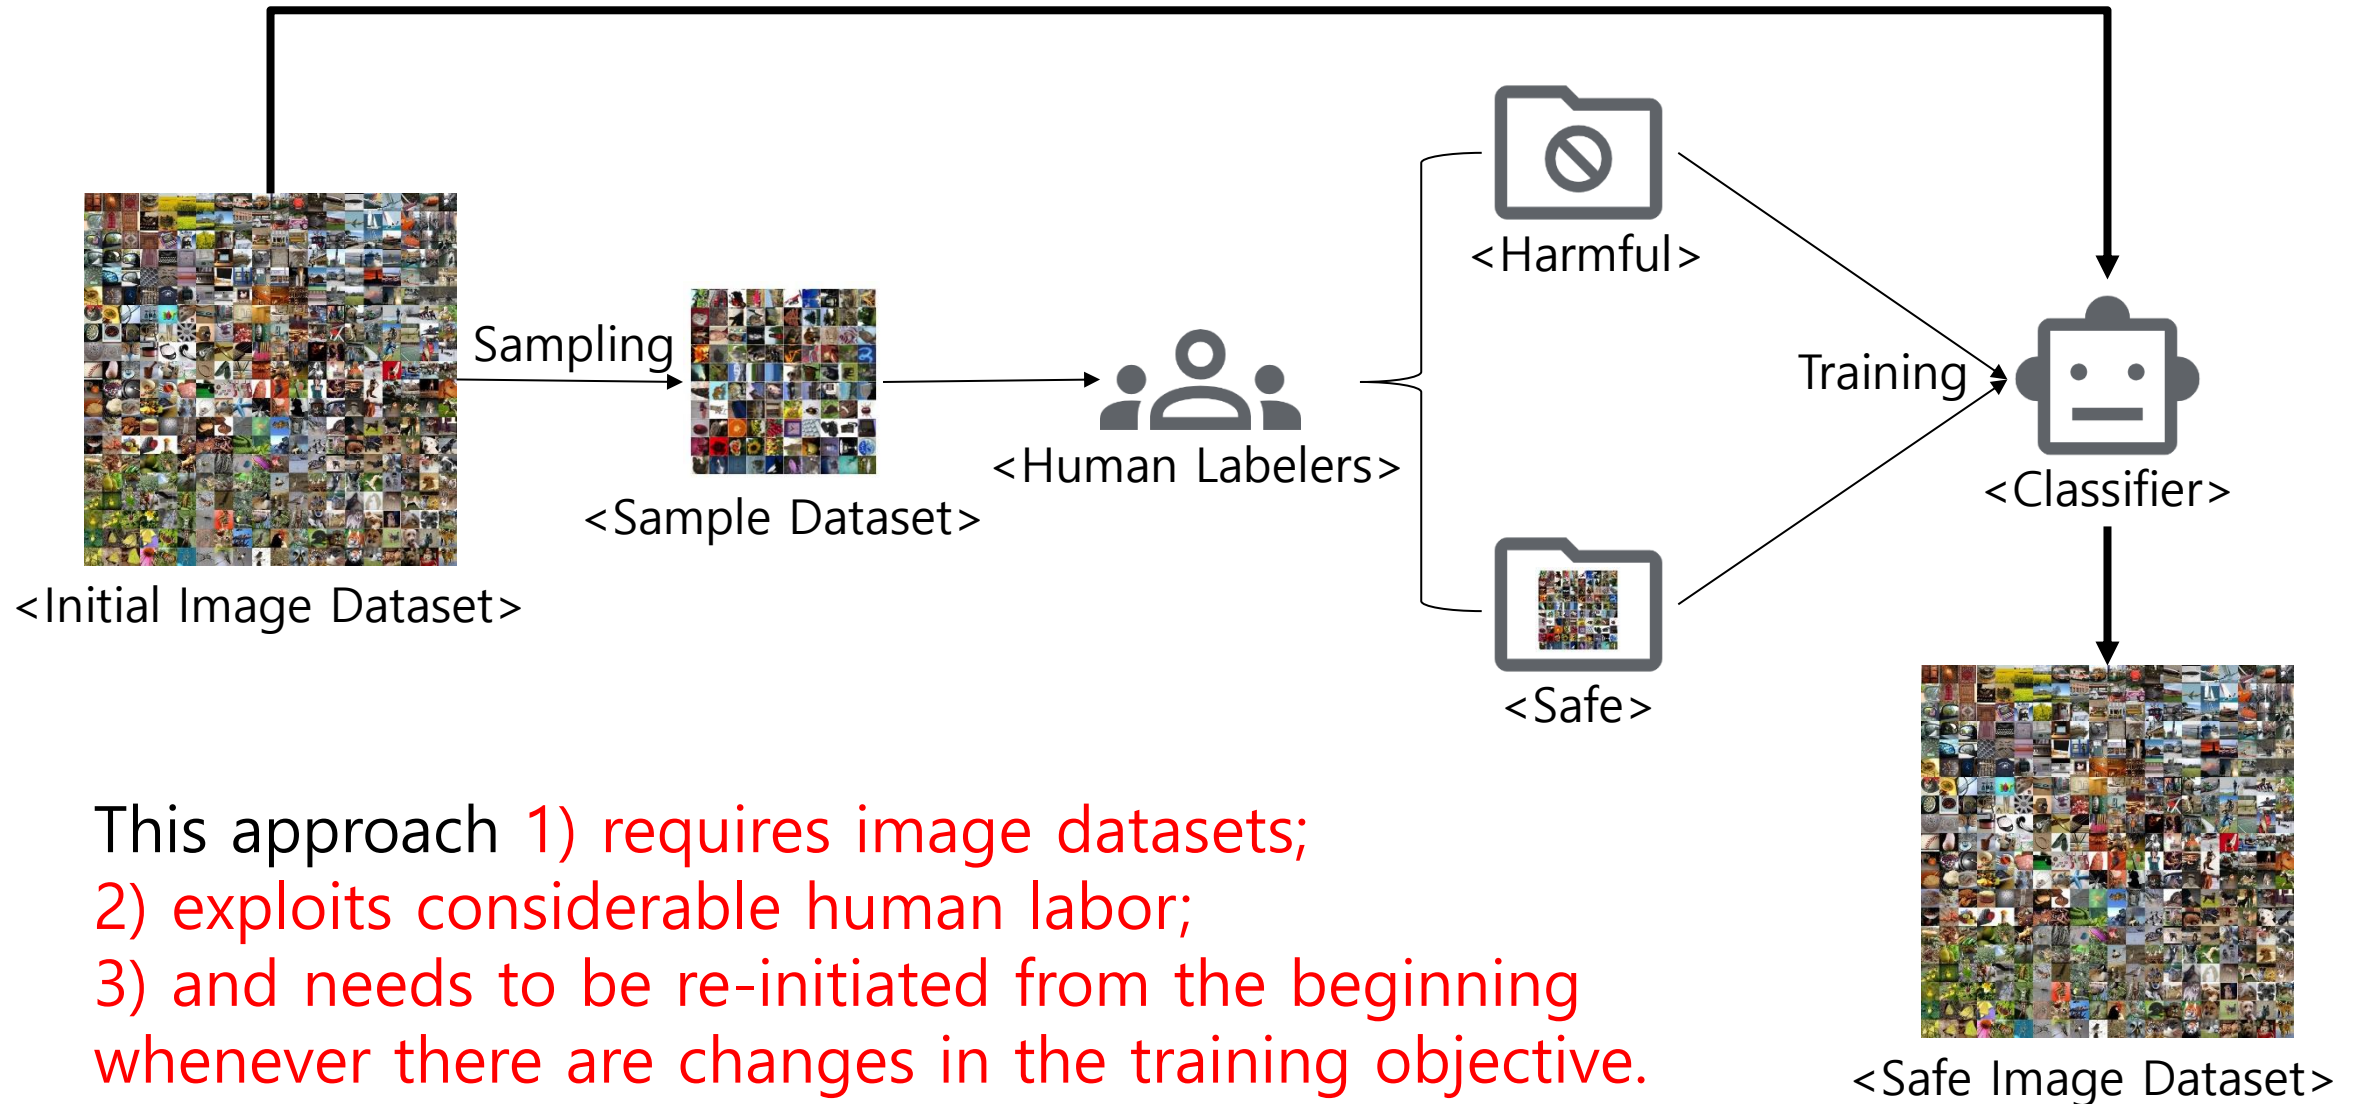 <Harmful>
Sampling
Training
<Human Labelers>
<Classifier>
<Sample Dataset>
<Initial Image Dataset>
<Safe>
This approach 1) requires image datasets;
2) exploits considerable human labor;
3) and needs to be re-initiated from the beginning
whenever there are changes in the training objective.
<Safe Image Dataset>